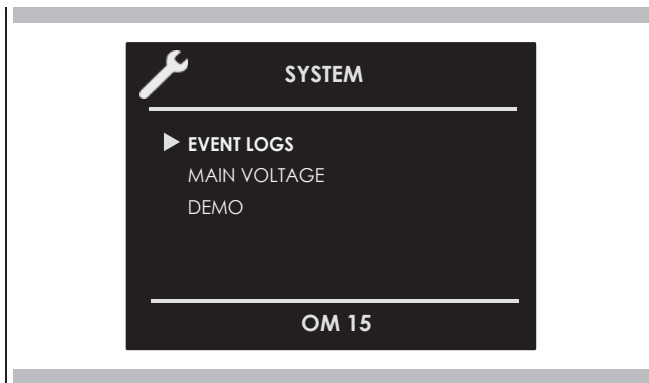 SYSTEM
EVENT LOGS
MAIN VOLTAGE
DEMO
OM 15